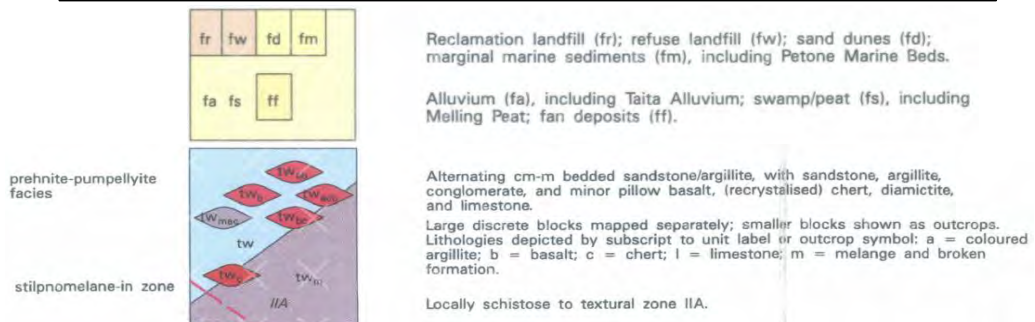 fr fw fd fm
Reclamation landfill (fr); refuse landfill (fw); sand dunes (fd);
marginal marine sediments (fm), including Petone Marine Beds.
fa fs ff
Alluvium (fa), including Taita Alluvium; swamp/peat (fs), including
Melling Peat; fan deposits (ff).
prehnite-pumpellyite
facies
tw
stilpnomelane-in zone
IIA
Alternating cm-m bedded sandstone/argillite, with sandstone, argillite,
conglomerate, and minor pillow basalt, (recrystallised) chert, diamictite,
and limestone.
Large discrete blocks mapped separately; smaller blocks shown as outcrops.
Lithologies depicted by subscript to unit label or outcrop symbol: a = coloured
argillite; b = basalt; c = chert; l = limestone; m = melange and broken
formation.
Locally schistose to textural zone IIA.